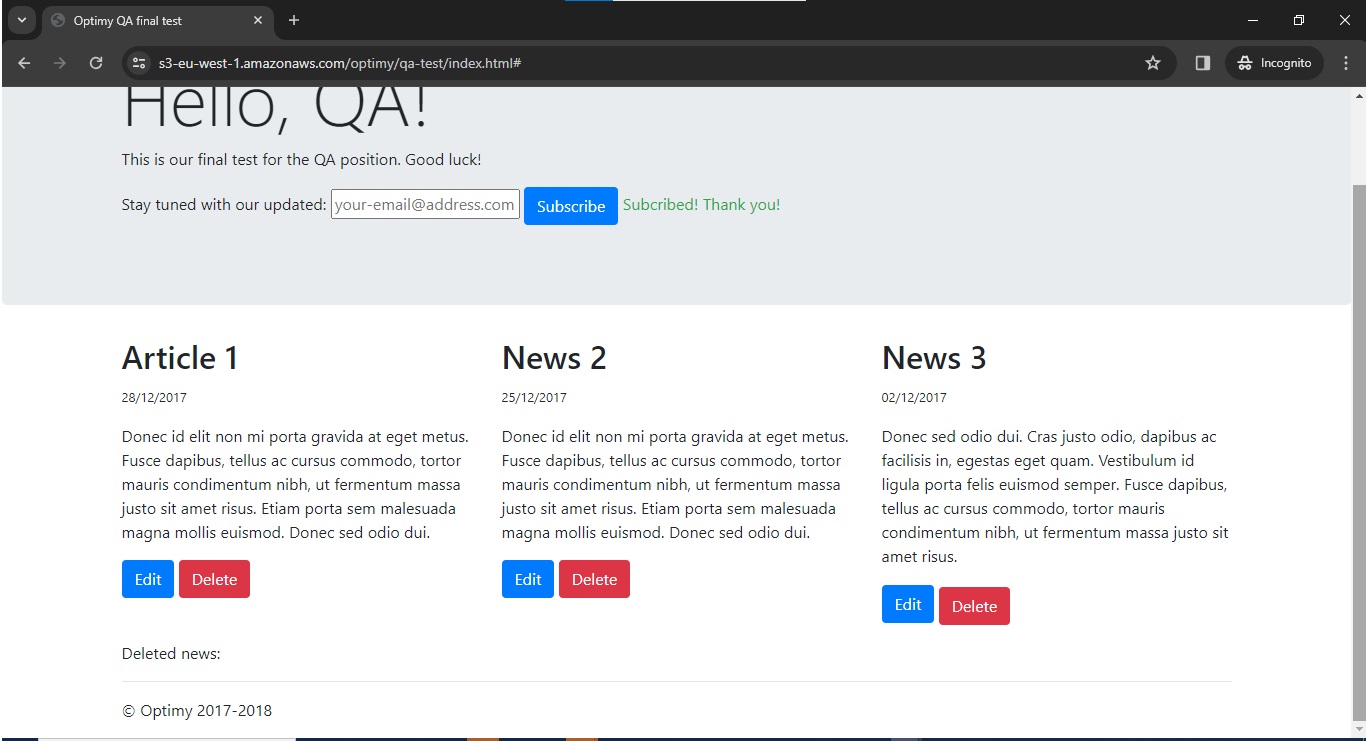 Optimy QA final test
s3-eu-west-1.amazonaws.com/optimy/qa-test/index.html#
Incognito
Hello, QA!
This is our final test for the QA position. Good luck!
Stay tuned with our updated: your-email@address.com Subscribe Subcribed! Thank you!
Article 1
28/12/2017
Donec id elit non mi porta gravida at eget metus.
Fusce dapibus, tellus ac cursus commodo, tortor
mauris condimentum nibh, ut fermentum massa
justo sit amet risus. Etiam porta sem malesuada
magna mollis euismod. Donec sed odio dui.
Edit Delete
News 2
25/12/2017
Donec id elit non mi porta gravida at eget metus.
Fusce dapibus, tellus ac cursus commodo, tortor
mauris condimentum nibh, ut fermentum massa
justo sit amet risus. Etiam porta sem malesuada
magna mollis euismod. Donec sed odio dui.
Edit Delete
News 3
02/12/2017
Donec sed odio dui. Cras justo odio, dapibus ac
facilisis in, egestas eget quam. Vestibulum id
ligula porta felis euismod semper. Fusce dapibus,
tellus ac cursus commodo, tortor mauris
condimentum nibh, ut fermentum massa justo sit
amet risus.
Edit Delete
Deleted news:
© Optimy 2017-2018